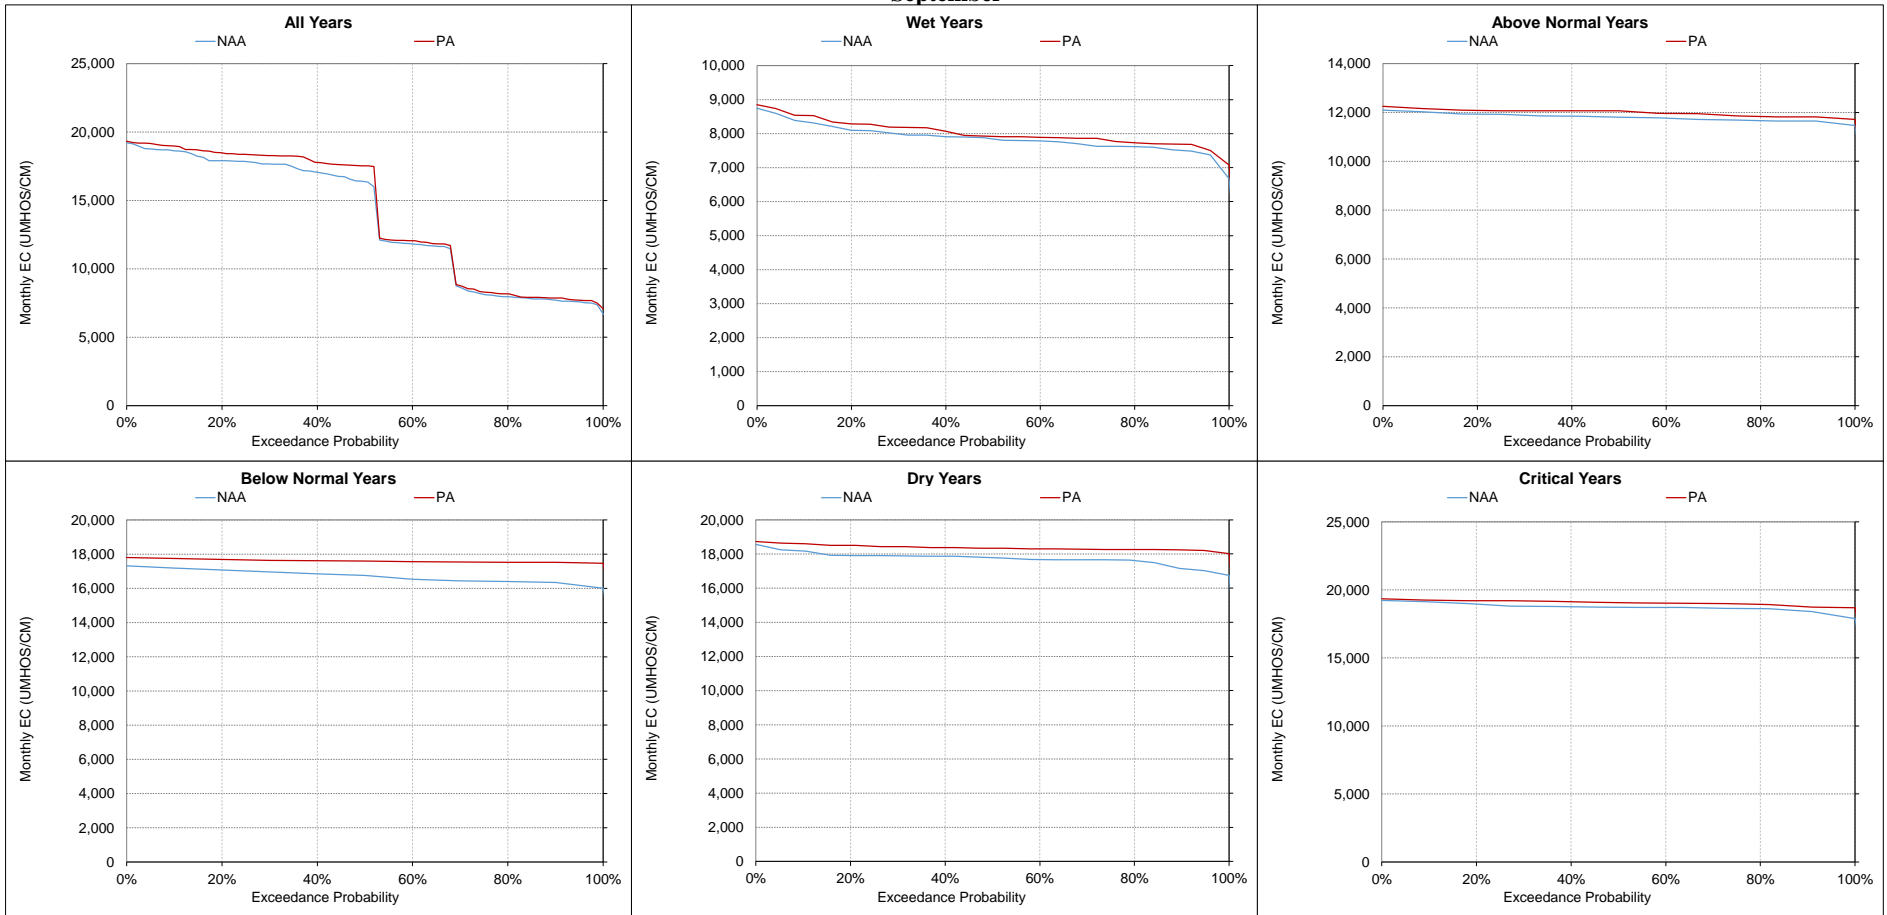 September
All Years
NAA PA
25,000
20,000
15,000
10,000
5,000
0
0% 20% 40% 60% 80% 100%
Monthly EC (UMHOS/CM)
Exceedance Probability
Wet Years
NAA PA
10,000
9,000
8,000
7,000
6,000
5,000
4,000
3,000
2,000
1,000
0
0% 20% 40% 60% 80% 100%
Monthly EC (UMHOS/CM)
Exceedance Probability
Above Normal Years
NAA PA
14,000
12,000
10,000
8,000
6,000
4,000
2,000
0
0% 20% 40% 60% 80% 100%
Monthly EC (UMHOS/CM)
Exceedance Probability
Below Normal Years
NAA PA
20,000
18,000
16,000
14,000
12,000
10,000
8,000
6,000
4,000
2,000
0
0% 20% 40% 60% 80% 100%
Monthly EC (UMHOS/CM)
Exceedance Probability
Dry Years
NAA PA
20,000
18,000
16,000
14,000
12,000
10,000
8,000
6,000
4,000
2,000
0
0% 20% 40% 60% 80% 100%
Monthly EC (UMHOS/CM)
Exceedance Probability
Critical Years
NAA PA
25,000
20,000
15,000
10,000
5,000
0
0% 20% 40% 60% 80% 100%
Monthly EC (UMHOS/CM)
Exceedance Probability